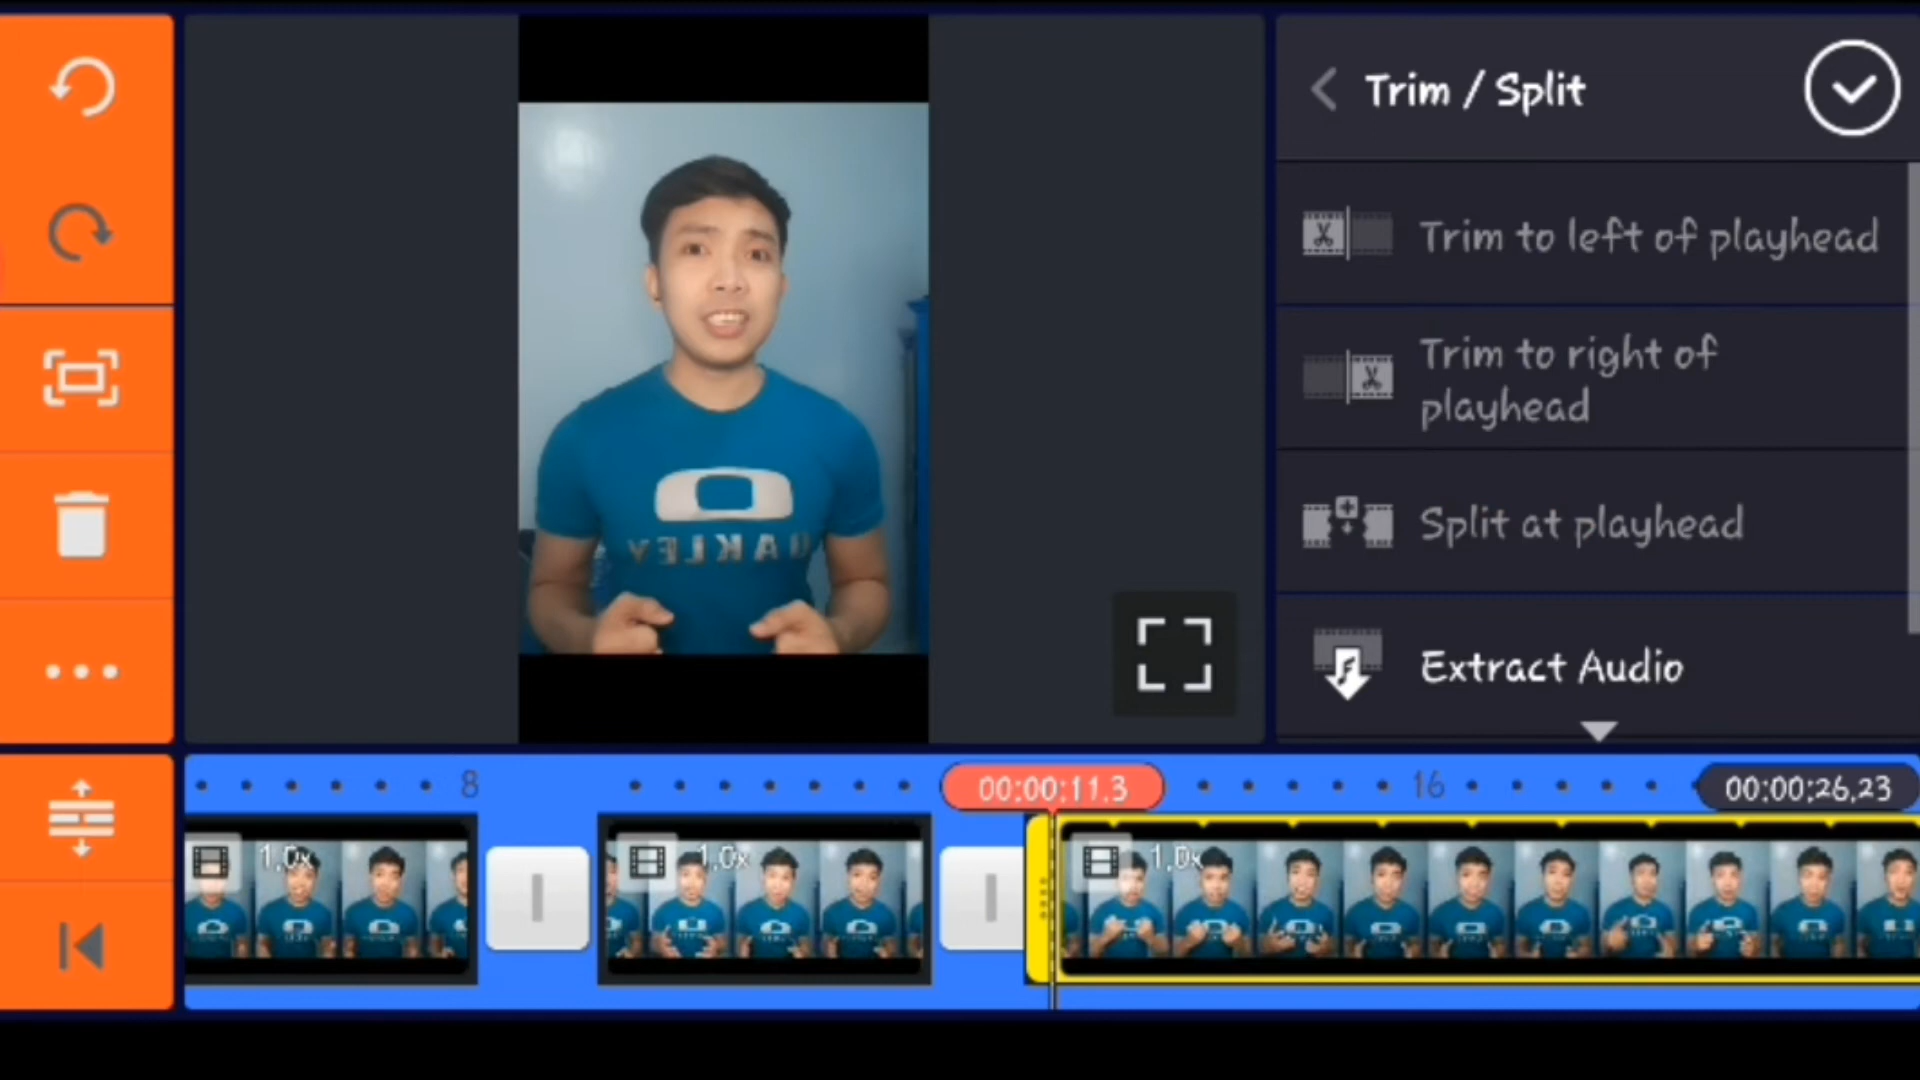 Trim / Split
Trim to left of playhead
Trim to right of
playhead
Split at playhead
Extract Audio
OAKLEY
8
00:00:11.3
16
00:00:26.23
1.0x
1.0x
1.0x